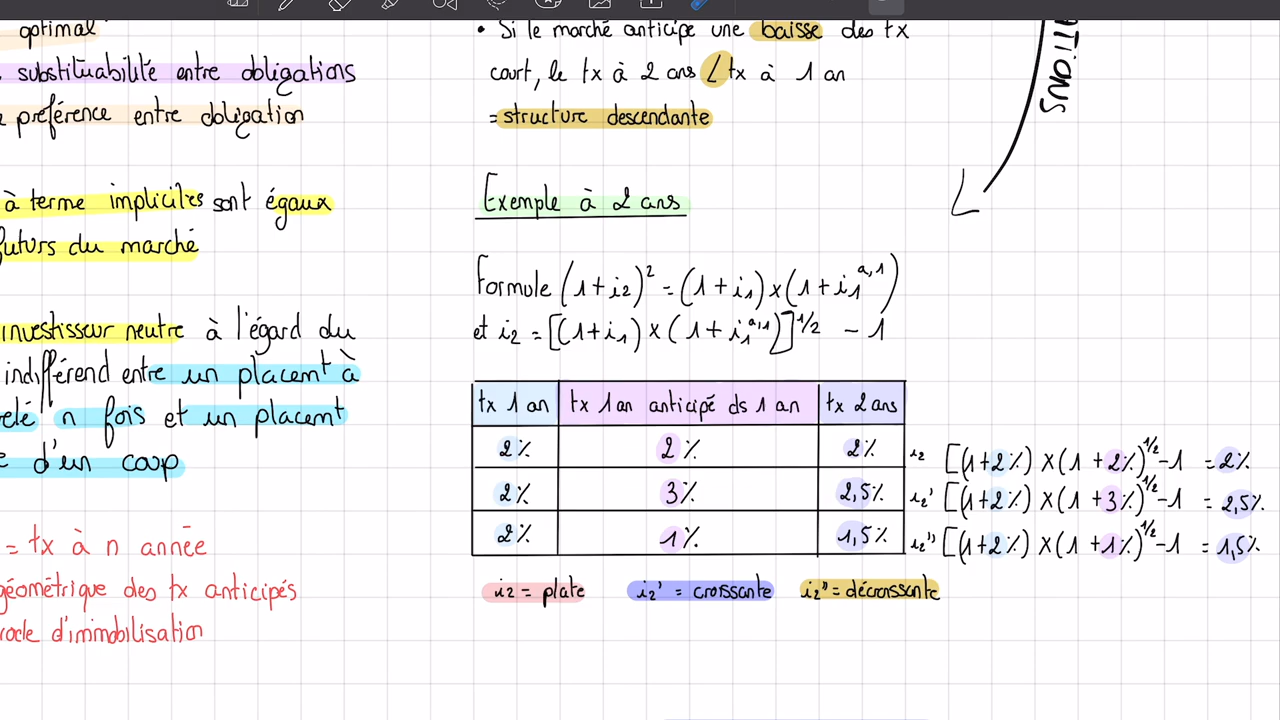 optimal
substituabilité entre obligations
préférence entre obligation
à terme implicites sont égaux
futurs du marché
investisseur neutre à l'égard du
indifférend entre un placent à
n fois et un placent
d'un coup
= tx à n année
géométrique des tx anticipés
d'immobilisation
• Si le marché anticipe une baisse des tx
court, le tx à 2 ans < tx à 1 an
= structure descendante
Exemple à 2 ans
Formule (1+i2)² = (1+i1)x(1+i1^a,1)
et i2 = [(1+i1)x(1+i1^a,1)]^1/2 - 1
tx 1 an | tx 1an anticipé ds 1 an | tx 2 ans
2% | 2% | 2% i2 [(1+2%)X(1+2%)^1/2-1 = 2%
2% | 3% | 2,5% i2' [(1+2%)X(1+3%)^1/2-1 = 2,5%
2% | 1% | 1,5% i2'' [(1+2%)X(1+1%)^1/2-1 = 1,5%
i2 = plate i2' = croissante i2'' = décroissante
ATIONS